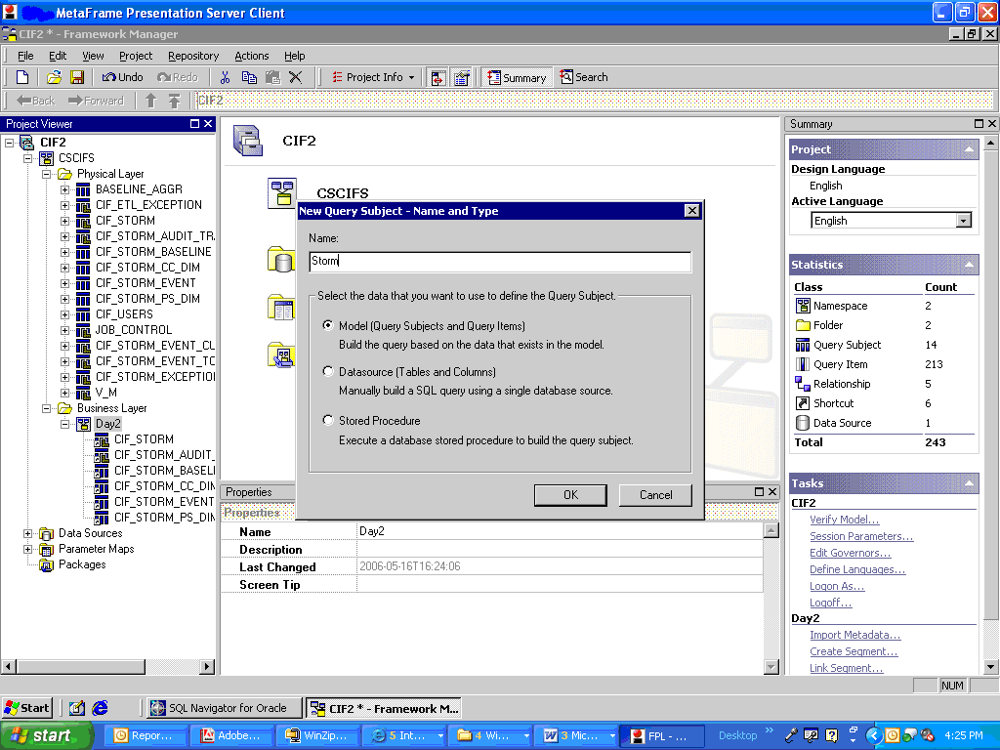 MetaFrame Presentation Server Client
CIF2 * - Framework Manager
File Edit View Project Repository Actions Help
Undo Redo Project Info Summary Search
Back Forward CIF2
Project Viewer
CIF2
CSCIFS
Physical Layer
BASELINE_AGGR
CIF_ETL_EXCEPTION
CIF_STORM
CIF_STORM_AUDIT_TR
CIF_STORM_BASELINE
CIF_STORM_CC_DIM
CIF_STORM_EVENT
CIF_STORM_PS_DIM
CIF_USERS
JOB_CONTROL
CIF_STORM_EVENT_CL
CIF_STORM_EVENT_TO
CIF_STORM_EXCEPTIO
V_M
Business Layer
Day2
CIF_STORM
CIF_STORM_AUDIT_
CIF_STORM_BASELI
CIF_STORM_CC_DIM
CIF_STORM_EVENT
CIF_STORM_PS_DIM
Data Sources
Parameter Maps
Packages
CIF2
CSCIFS
New Query Subject - Name and Type
Name:
Storm
Select the data that you want to use to define the Query Subject.
Model (Query Subjects and Query Items)
Build the query based on the data that exists in the model.
Datasource (Tables and Columns)
Manually build a SQL query using a single database source.
Stored Procedure
Execute a database stored procedure to build the query subject.
OK Cancel
Properties
Properties
Name Day2
Description
Last Changed 2006-05-16T16:24:06
Screen Tip
Summary
Project
Design Language
English
Active Language
English
Statistics
Class Count
Namespace 2
Folder 2
Query Subject 14
Query Item 213
Relationship 5
Shortcut 6
Data Source 1
Total 243
Tasks
CIF2
Verify Model...
Session Parameters...
Edit Governors...
Define Languages...
Logon As...
Logoff...
Day2
Import Metadata...
Create Segment...
Link Segment...
NUM
Start SQL Navigator for Oracle CIF2 * - Framework M...
start Repor... Adobe... WinZip... 5 Int... 4 Wi... 3 Mic... FPL - ... Desktop » 4:25 PM